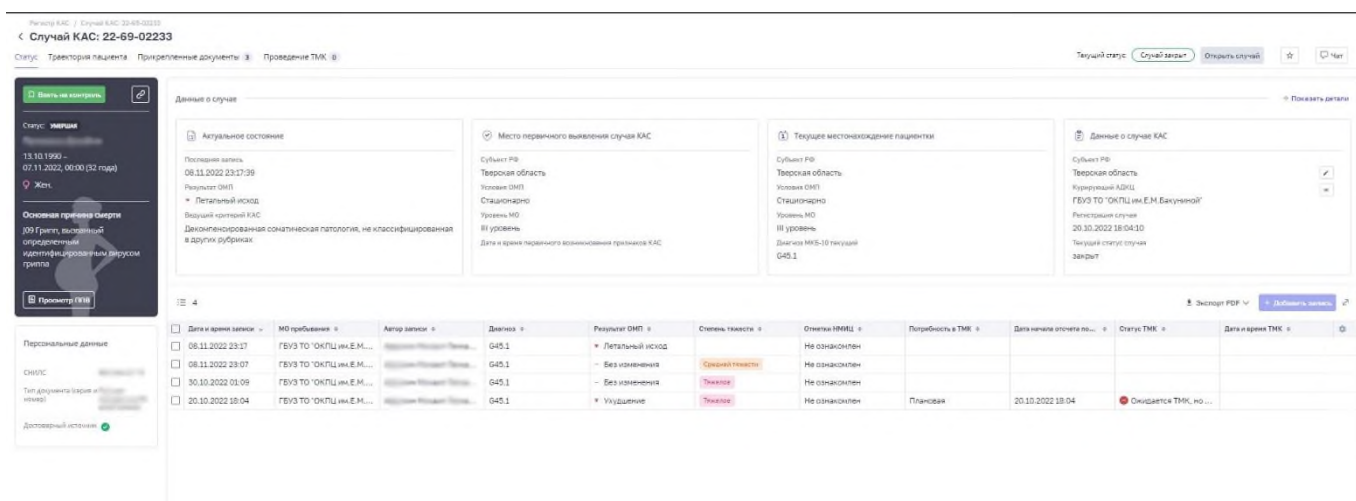 Регистр КАС / Случай КАС: 22-69-02233
< Случай КАС: 22-69-02233
Статус Траектория пациента Прикрепленные документы 3 Проведение ТМК 0
Текущий статус: Случай закрыт Открыть случай Чат
Взять на контроль
Статус: УМЕРШАЯ
13.10.1990 –
07.11.2022, 00:00 (32 года)
Жен.
Основная причина смерти
J09 Грипп, вызванный
определенным
идентифицированным вирусом
гриппа
Просмотр ППВ
Персональные данные
СНИЛС
Тип документа (серия и
номер)
Достоверный источник
Данные о случае
+ Показать детали
Актуальное состояние
Последняя запись
08.11.2022 23:17:39
Результат ОМП
Летальный исход
Ведущий критерий КАС
Декомпенсированная соматическая патология, не классифицированная
в других рубриках
Место первичного выявления случая КАС
Субъект РФ
Тверская область
Условия ОМП
Стационарно
Уровень МО
III уровень
Дата и время первичного возникновения признаков КАС
Текущее местонахождение пациентки
Субъект РФ
Тверская область
Условия ОМП
Стационарно
Уровень МО
III уровень
Диагноз МКБ-10 текущий
G45.1
Данные о случае КАС
Субъект РФ
Тверская область
Курирующий АДКЦ
ГБУЗ ТО "ОКПЦ им.Е.М.Бакуниной"
Регистрация случая
20.10.2022 18:04:10
Текущий статус случая
закрыт
4
Экспорт PDF + Добавить запись
Дата и время записи МО пребывания Автор записи Диагноз Результат ОМП Степень тяжести Отметки НМИЦ Потребность в ТМК Дата начала отсчета по... Статус ТМК Дата и время ТМК
08.11.2022 23:17 ГБУЗ ТО "ОКПЦ им.Е.М.... G45.1 Летальный исход Не ознакомлен
08.11.2022 23:07 ГБУЗ ТО "ОКПЦ им.Е.М.... G45.1 – Без изменения Средней тяжести Не ознакомлен
30.10.2022 01:09 ГБУЗ ТО "ОКПЦ им.Е.М.... G45.1 – Без изменения Тяжелое Не ознакомлен
20.10.2022 18:04 ГБУЗ ТО "ОКПЦ им.Е.М.... G45.1 Ухудшение Тяжелое Не ознакомлен Плановая 20.10.2022 18:04 Ожидается ТМК, но ...